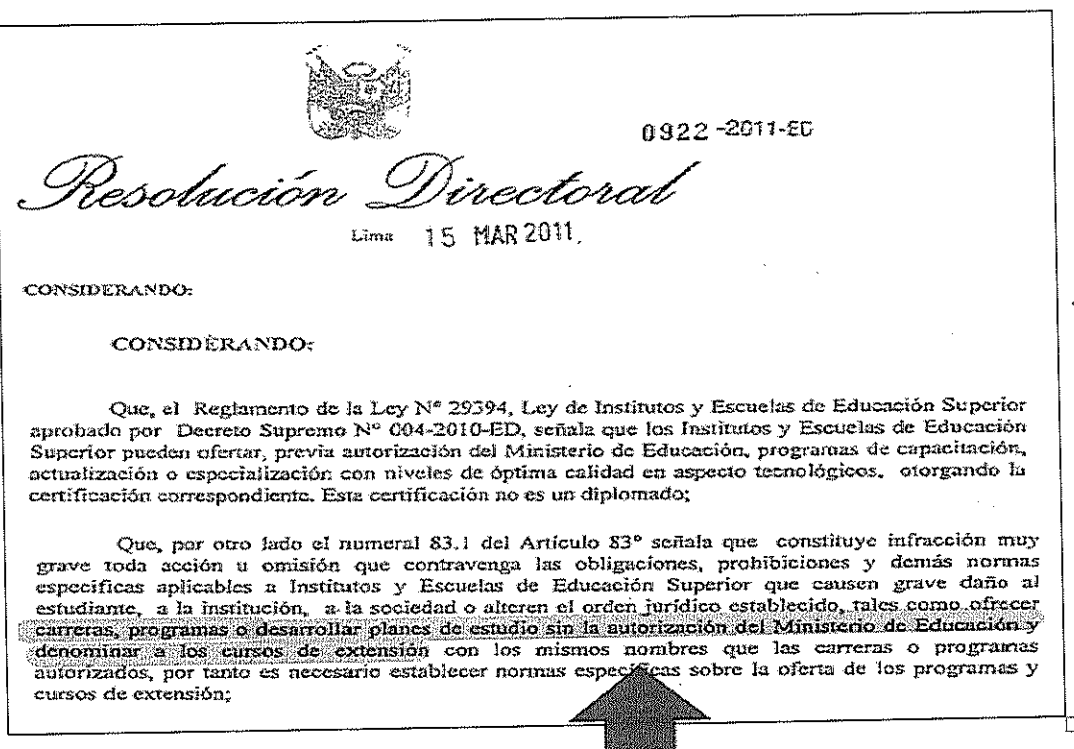 0922-2011-ED
Resolución Directoral
Lima 15 MAR 2011.
CONSIDERANDO:
CONSIDERANDO:
Que, el Reglamento de la Ley N° 29394, Ley de Institutos y Escuelas de Educación Superior
aprobado por Decreto Supremo N° 004-2010-ED, señala que los Institutos y Escuelas de Educación
Superior pueden ofertar, previa autorización del Ministerio de Educación, programas de capacitación,
actualización o especialización con niveles de óptima calidad en aspecto tecnológicos, otorgando la
certificación correspondiente. Esta certificación no es un diplomado;
Que, por otro lado el numeral 83.1 del Artículo 83° señala que constituye infracción muy
grave toda acción u omisión que contravenga las obligaciones, prohibiciones y demás normas
específicas aplicables a Institutos y Escuelas de Educación Superior que causen grave daño al
estudiante, a la institución, a la sociedad o alteren el orden jurídico establecido, tales como ofrecer
carreras, programas o desarrollar planes de estudio sin la autorización del Ministerio de Educación y
denominar a los cursos de extensión con los mismos nombres que las carreras o programas
autorizados, por tanto es necesario establecer normas específicas sobre la oferta de los programas y
cursos de extensión;